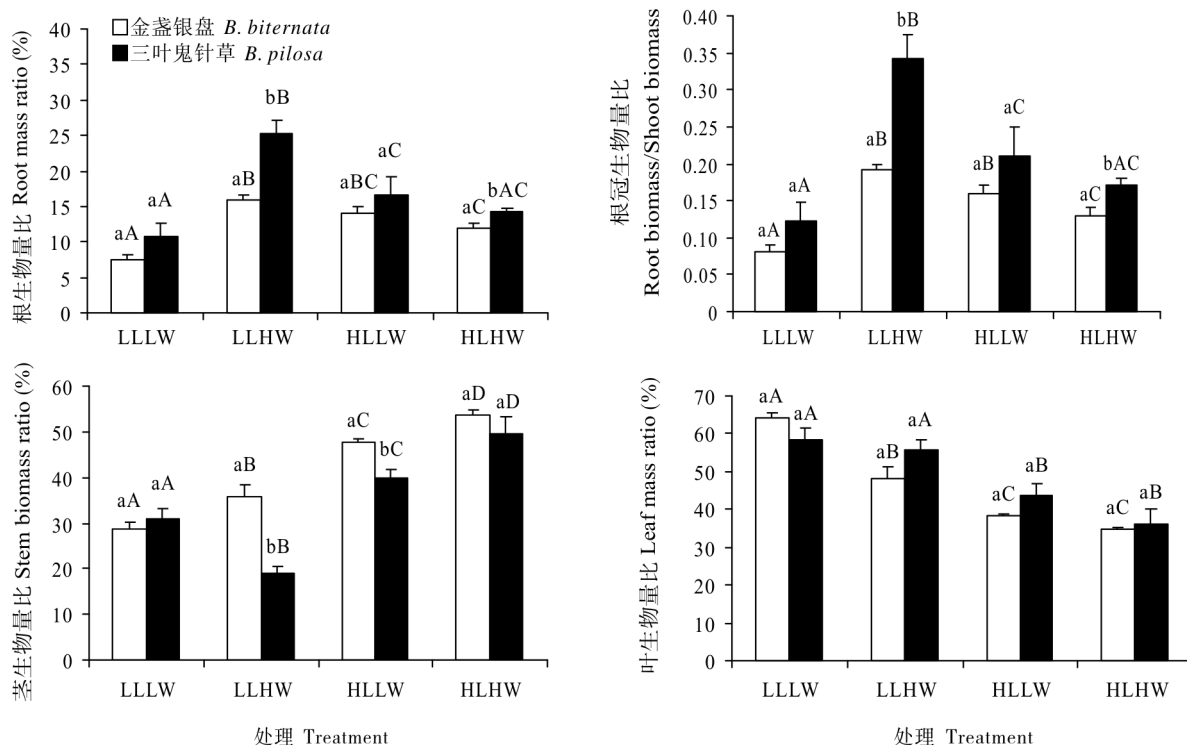 根生物量比 Root mass ratio (%)
40
35
30
25
20
15
10
5
0
金盏银盘 B. biternata
三叶鬼针草 B. pilosa
aA
aA
aB
bB
aBC
aC
aC
bAC
LLLW LLHW HLLW HLHW
根冠生物量比
Root biomass/Shoot biomass
0.40
0.35
0.30
0.25
0.20
0.15
0.10
0.05
0
aA
aA
aB
bB
aB
aC
aC
bAC
LLLW LLHW HLLW HLHW
茎生物量比 Stem biomass ratio (%)
60
50
40
30
20
10
0
aA
aA
aB
bB
aC
bC
aD
aD
LLLW LLHW HLLW HLHW
处理 Treatment
叶生物量比 Leaf mass ratio (%)
70
60
50
40
30
20
10
0
aA
aA
aB
aA
aC
aB
aC
aB
LLLW LLHW HLLW HLHW
处理 Treatment